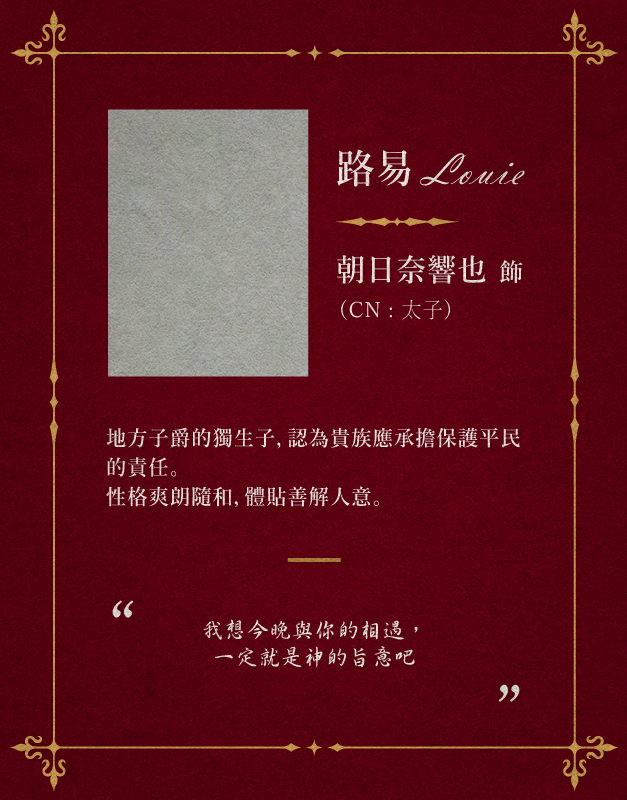 路易 Louie
朝日奈響也 飾
（CN：太子）
地方子爵的獨生子，認為貴族應承擔保護平民
的責任。
性格爽朗隨和，體貼善解人意。
“
我想今晚與你的相遇，
一定就是神的旨意吧
”